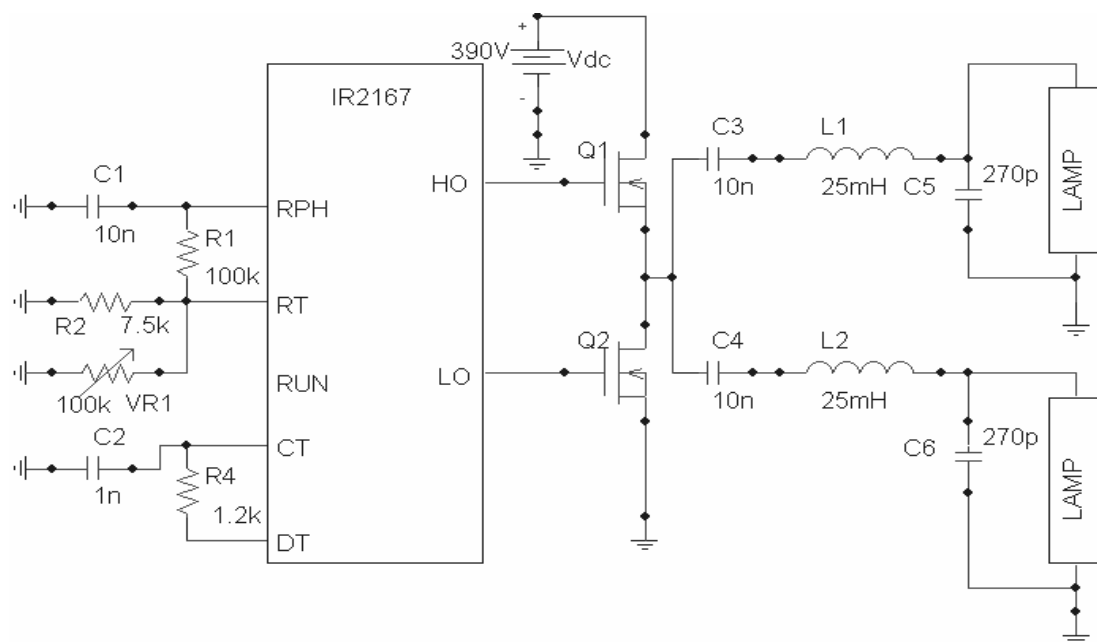 390V
+
Vdc
-
IR2167
C1
10n
RPH
R1
100k
RT
R2
7.5k
100k
VR1
RUN
C2
1n
CT
R4
1.2k
DT
HO
LO
Q1
Q2
C3
10n
L1
25mH
C5
270p
LAMP
C4
10n
L2
25mH
C6
270p
LAMP